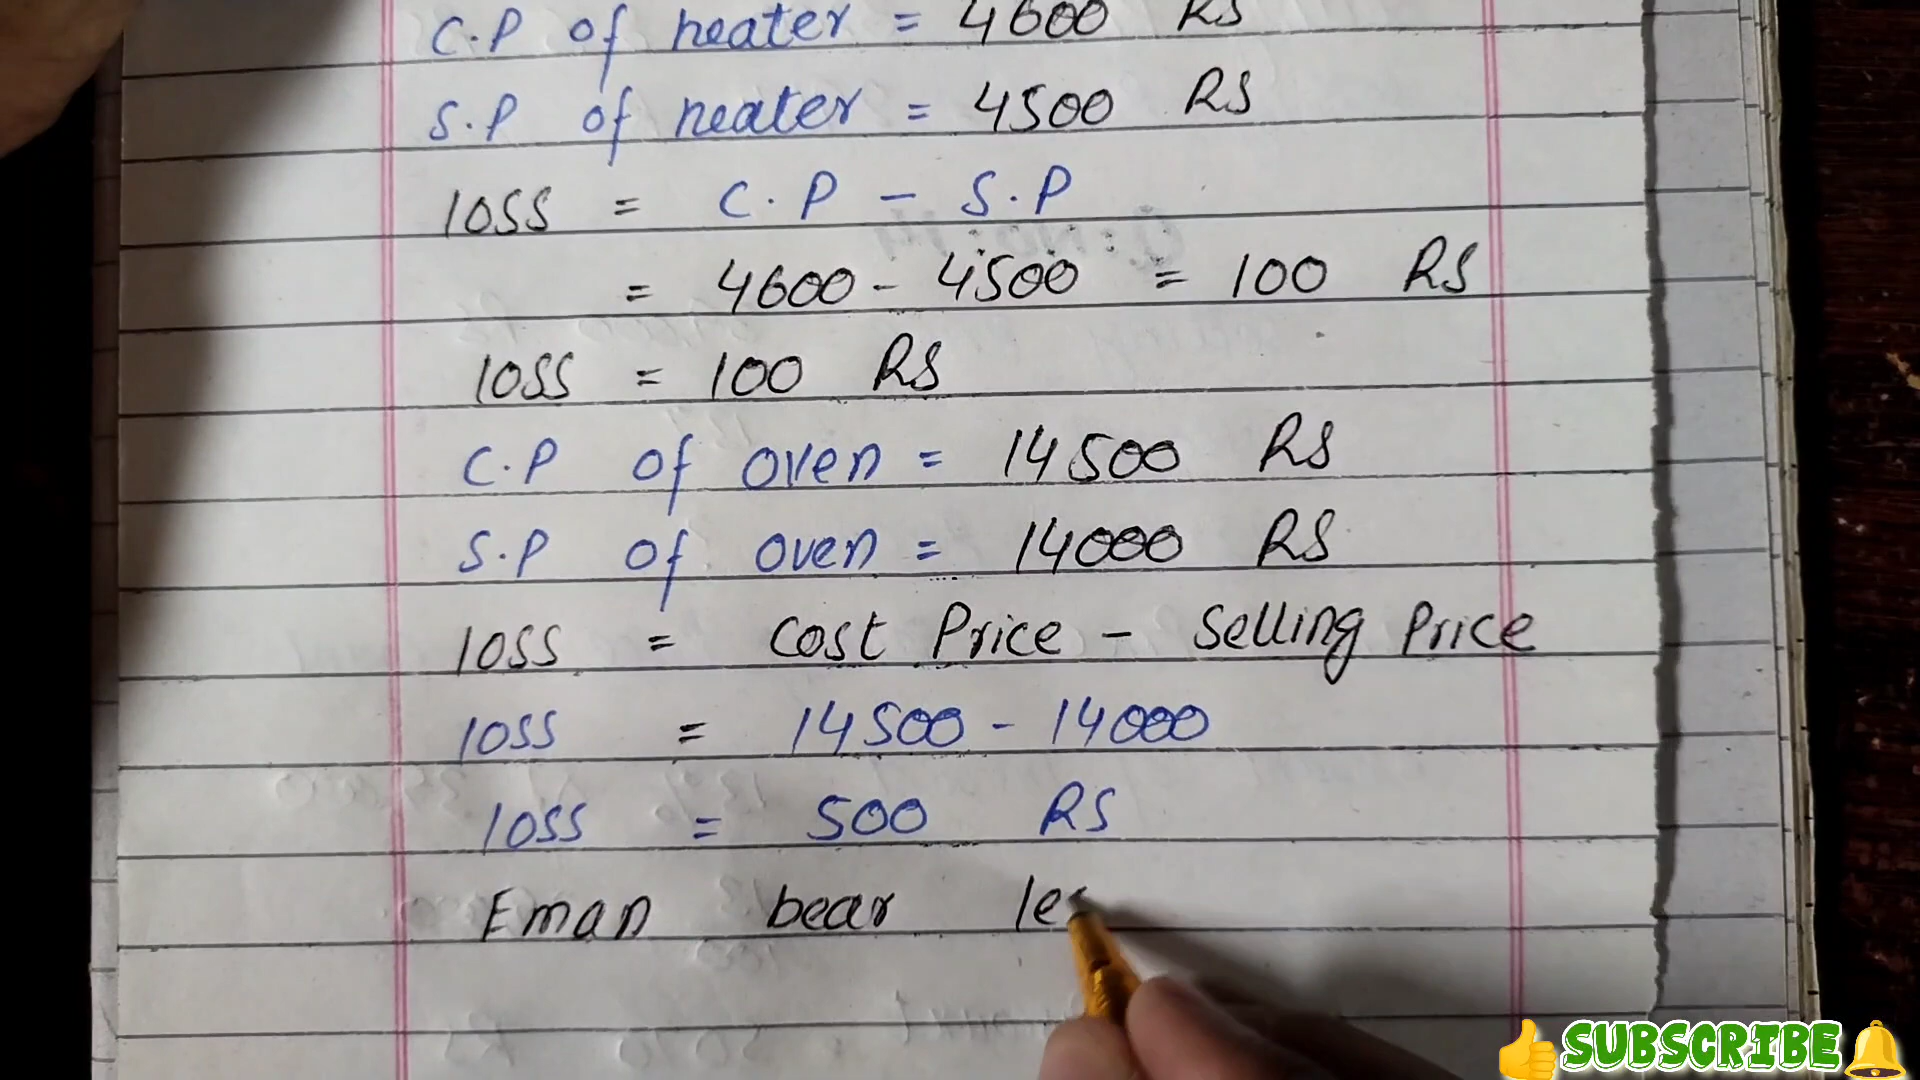 C.P of heater = 4600 RS
S.P of heater = 4500 RS
loss = C.P - S.P
= 4600 - 4500 = 100 RS
loss = 100 RS
C.P of oven = 14500 RS
S.P of oven = 14000 RS
loss = Cost Price - Selling Price
loss = 14500 - 14000
loss = 500 RS
Eman bear les
SUBSCRIBE